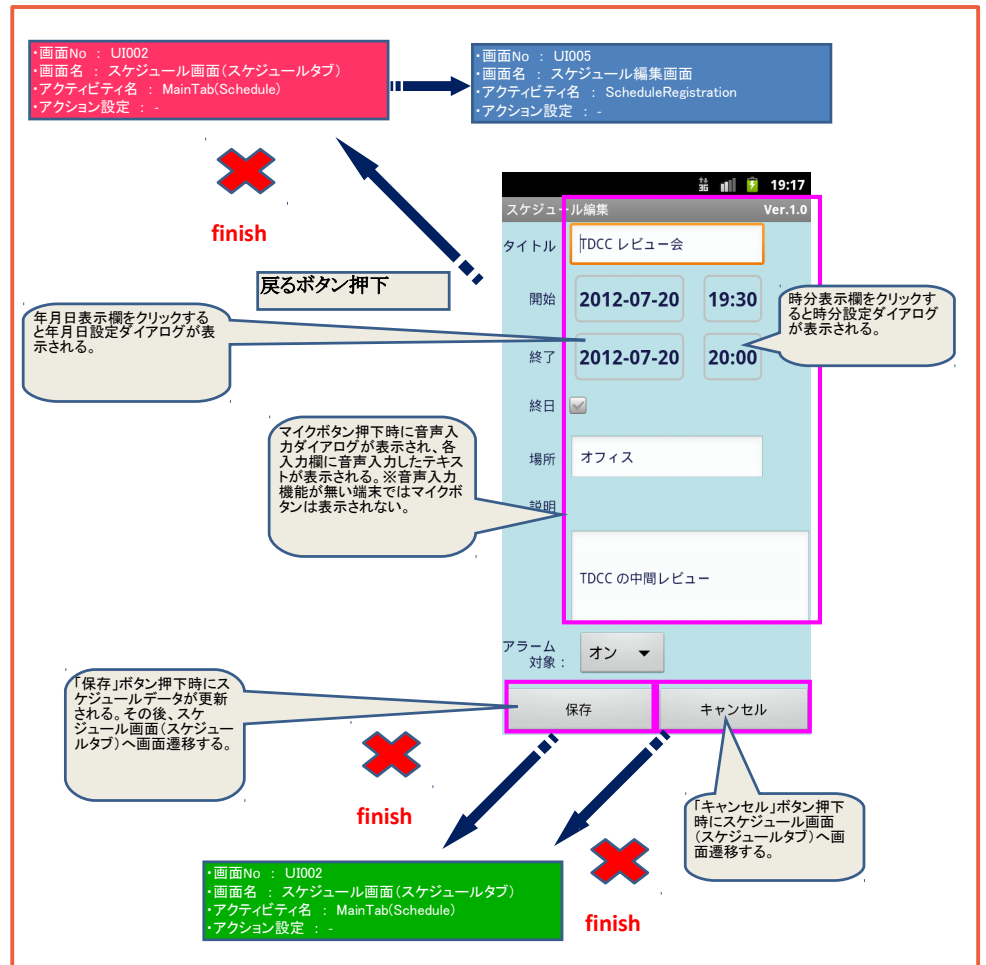 ・画面No ： UI002
・画面名 ： スケジュール画面（スケジュールタブ）
・アクティビティ名 ： MainTab(Schedule)
・アクション設定 ： -
・画面No ： UI005
・画面名 ： スケジュール編集画面
・アクティビティ名 ： ScheduleRegistration
・アクション設定 ： -
finish
戻るボタン押下
3G 19:17
スケジュール編集 Ver.1.0
タイトル TDCC レビュー会
開始 2012-07-20 19:30
終了 2012-07-20 20:00
終日
場所 オフィス
説明
TDCC の中間レビュー
アラーム
対象： オン
保存 キャンセル
年月日表示欄をクリックする
と年月日設定ダイアログが表
示される。
時分表示欄をクリックす
ると時分設定ダイアログ
が表示される。
マイクボタン押下時に音声入
力ダイアログが表示され、各
入力欄に音声入力したテキス
トが表示される。※音声入力
機能が無い端末ではマイクボ
タンは表示されない。
「保存」ボタン押下時にス
ケジュールデータが更新
される。その後、スケ
ジュール画面（スケジュー
ルタブ）へ画面遷移する。
finish
「キャンセル」ボタン押下
時にスケジュール画面
（スケジュールタブ）へ画
面遷移する。
・画面No ： UI002
・画面名 ： スケジュール画面（スケジュールタブ）
・アクティビティ名 ： MainTab(Schedule)
・アクション設定 ： -
finish